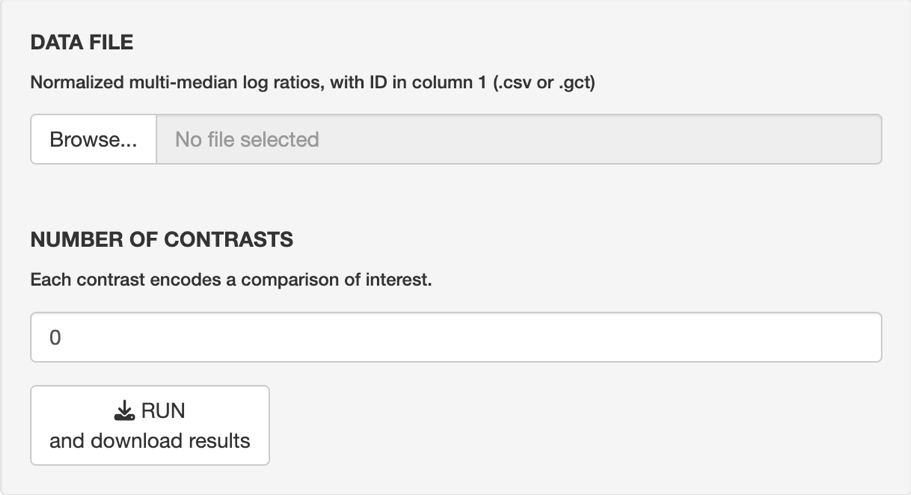 DATA FILE
Normalized multi-median log ratios, with ID in column 1 (.csv or .gct)
Browse... No file selected
NUMBER OF CONTRASTS
Each contrast encodes a comparison of interest.
0
RUN
and download results